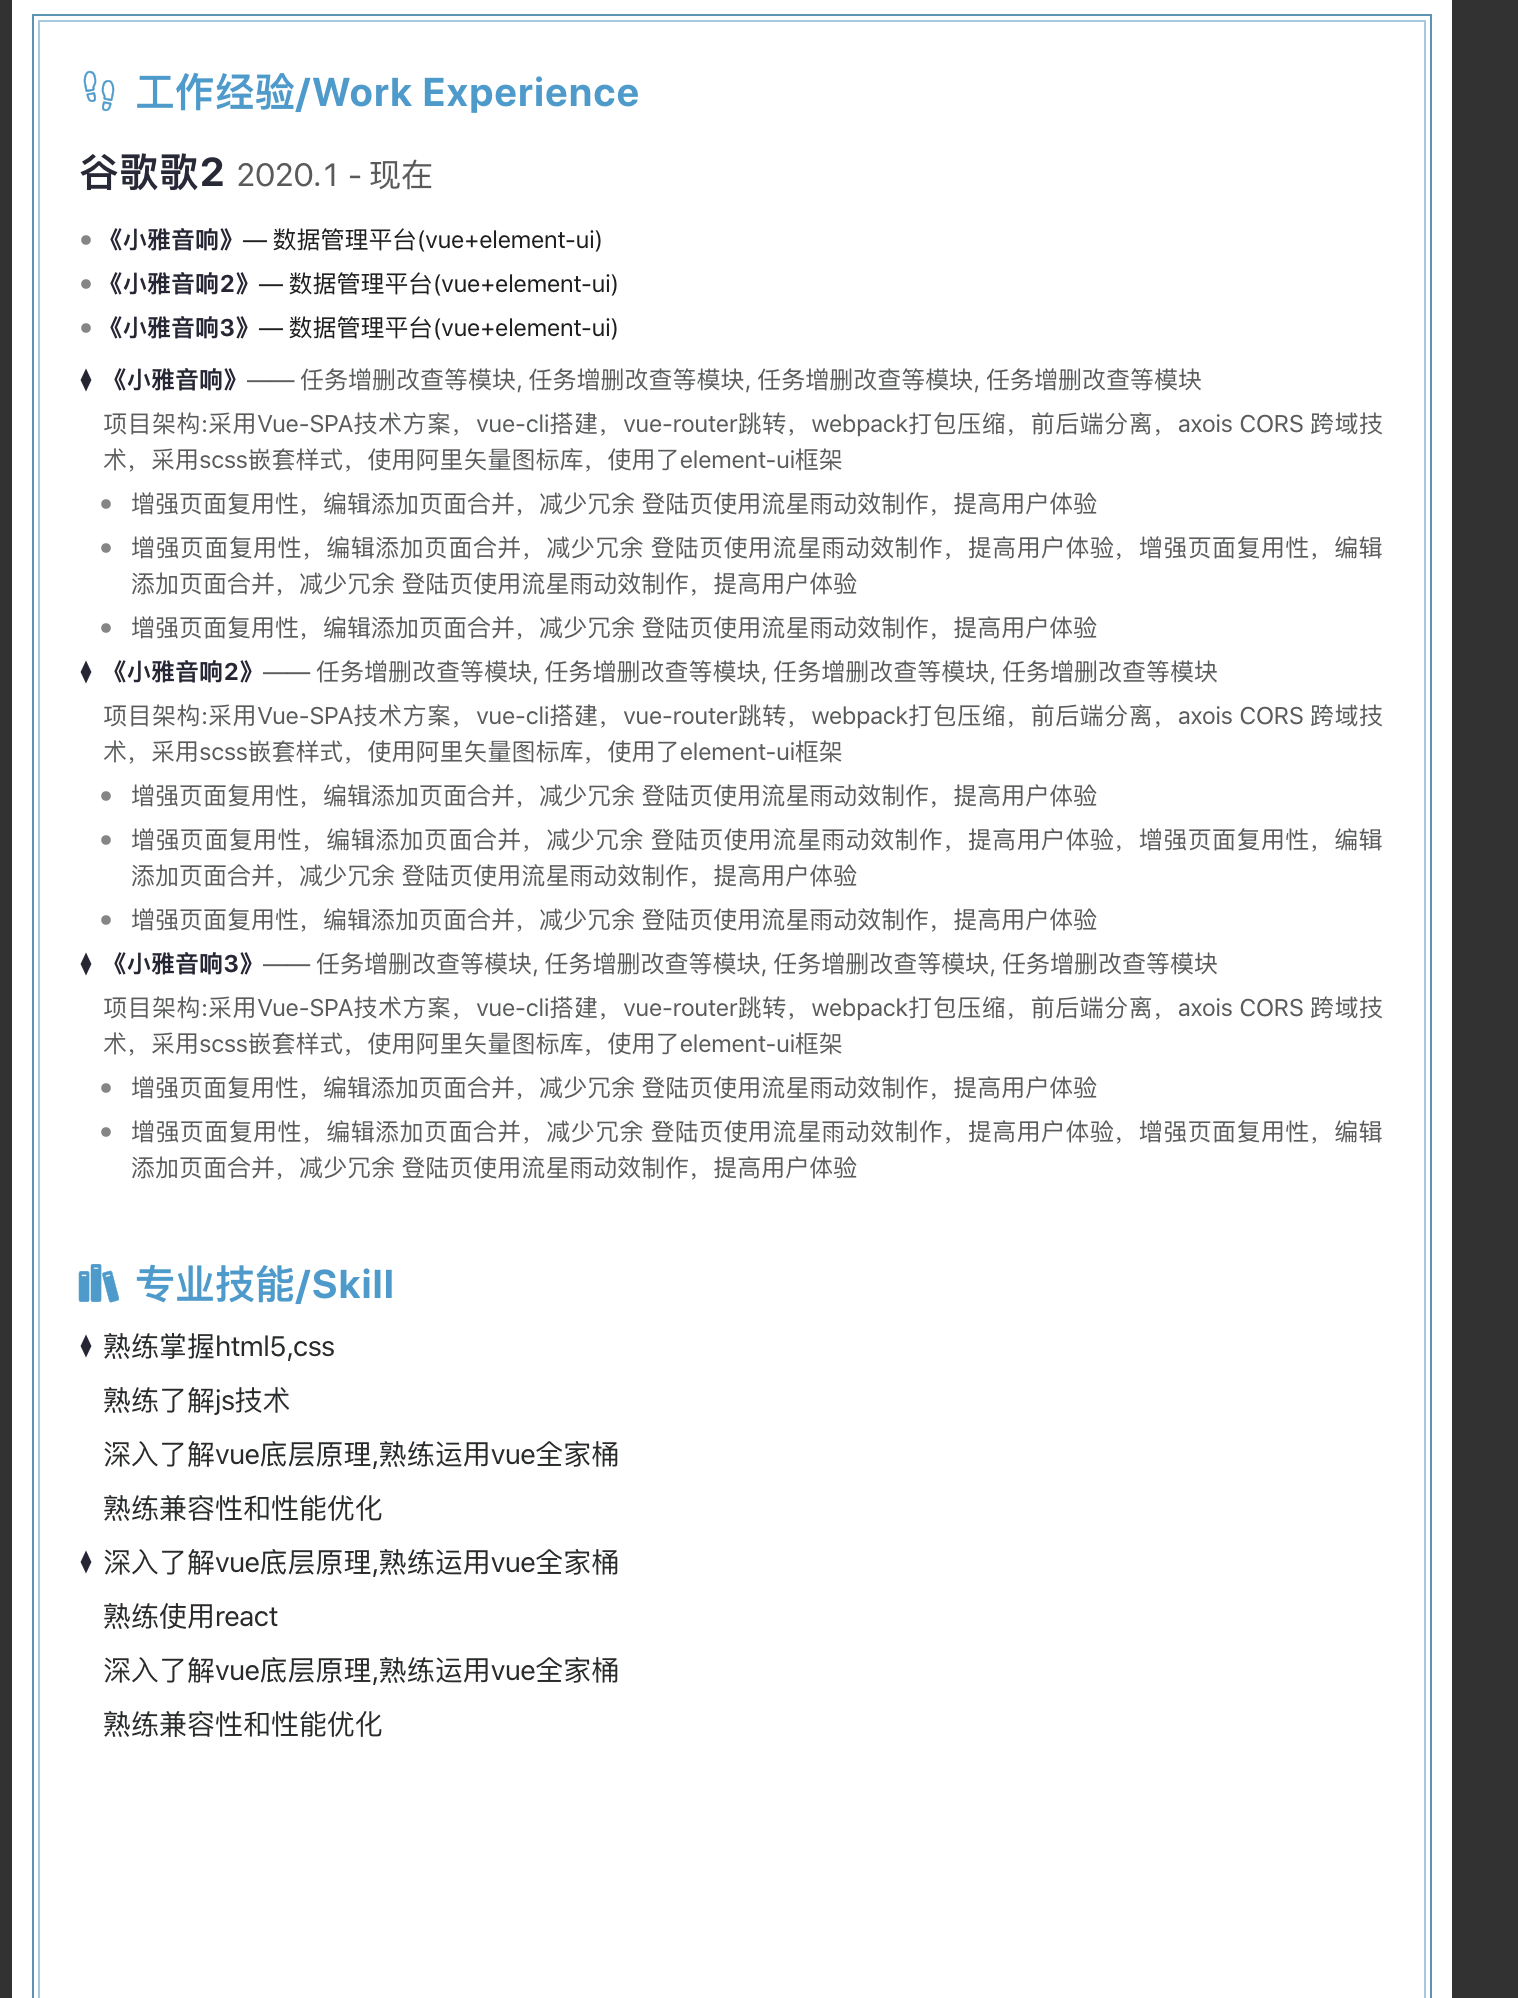 工作经验/Work Experience
谷歌歌2 2020.1 - 现在
《小雅音响》— 数据管理平台(vue+element-ui)
《小雅音响2》— 数据管理平台(vue+element-ui)
《小雅音响3》— 数据管理平台(vue+element-ui)
《小雅音响》—— 任务增删改查等模块, 任务增删改查等模块, 任务增删改查等模块, 任务增删改查等模块
项目架构:采用Vue-SPA技术方案，vue-cli搭建，vue-router跳转，webpack打包压缩，前后端分离，axois CORS 跨域技
术，采用scss嵌套样式，使用阿里矢量图标库，使用了element-ui框架
增强页面复用性，编辑添加页面合并，减少冗余 登陆页使用流星雨动效制作，提高用户体验
增强页面复用性，编辑添加页面合并，减少冗余 登陆页使用流星雨动效制作，提高用户体验，增强页面复用性，编辑
添加页面合并，减少冗余 登陆页使用流星雨动效制作，提高用户体验
增强页面复用性，编辑添加页面合并，减少冗余 登陆页使用流星雨动效制作，提高用户体验
《小雅音响2》—— 任务增删改查等模块, 任务增删改查等模块, 任务增删改查等模块, 任务增删改查等模块
项目架构:采用Vue-SPA技术方案，vue-cli搭建，vue-router跳转，webpack打包压缩，前后端分离，axois CORS 跨域技
术，采用scss嵌套样式，使用阿里矢量图标库，使用了element-ui框架
增强页面复用性，编辑添加页面合并，减少冗余 登陆页使用流星雨动效制作，提高用户体验
增强页面复用性，编辑添加页面合并，减少冗余 登陆页使用流星雨动效制作，提高用户体验，增强页面复用性，编辑
添加页面合并，减少冗余 登陆页使用流星雨动效制作，提高用户体验
增强页面复用性，编辑添加页面合并，减少冗余 登陆页使用流星雨动效制作，提高用户体验
《小雅音响3》—— 任务增删改查等模块, 任务增删改查等模块, 任务增删改查等模块, 任务增删改查等模块
项目架构:采用Vue-SPA技术方案，vue-cli搭建，vue-router跳转，webpack打包压缩，前后端分离，axois CORS 跨域技
术，采用scss嵌套样式，使用阿里矢量图标库，使用了element-ui框架
增强页面复用性，编辑添加页面合并，减少冗余 登陆页使用流星雨动效制作，提高用户体验
增强页面复用性，编辑添加页面合并，减少冗余 登陆页使用流星雨动效制作，提高用户体验，增强页面复用性，编辑
添加页面合并，减少冗余 登陆页使用流星雨动效制作，提高用户体验
专业技能/Skill
熟练掌握html5,css
熟练了解js技术
深入了解vue底层原理,熟练运用vue全家桶
熟练兼容性和性能优化
深入了解vue底层原理,熟练运用vue全家桶
熟练使用react
深入了解vue底层原理,熟练运用vue全家桶
熟练兼容性和性能优化